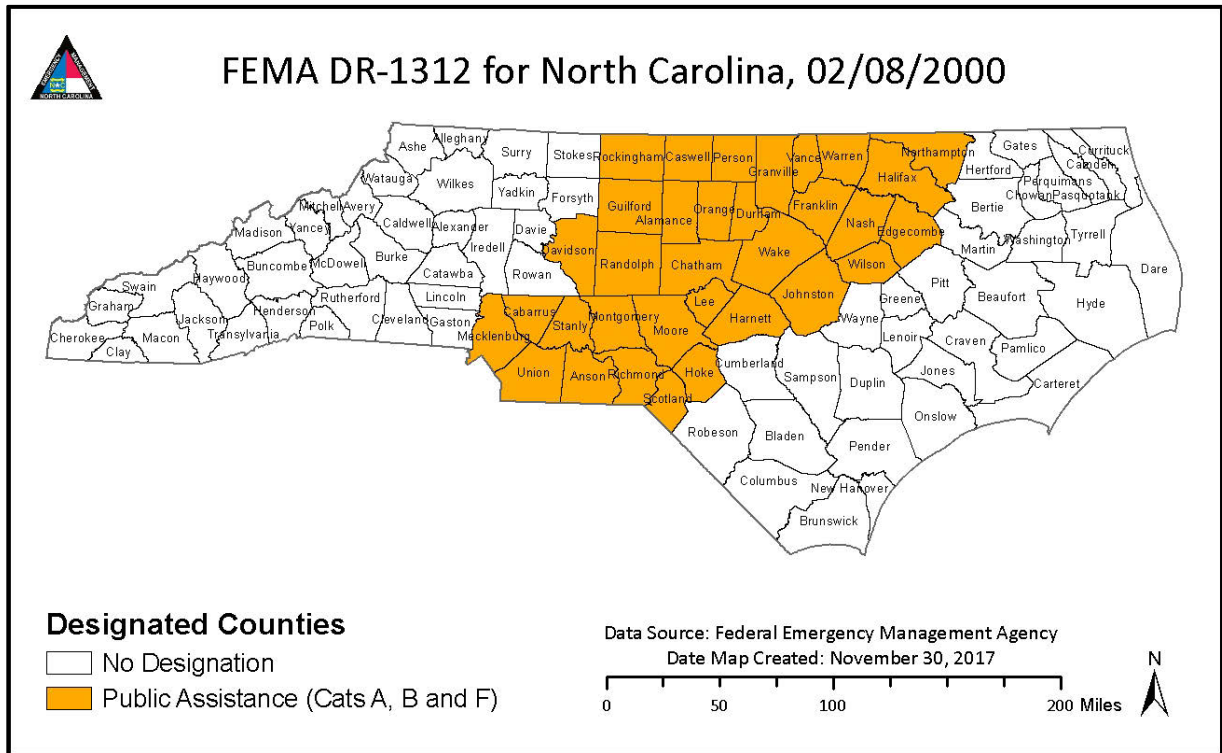 FEMA DR-1312 for North Carolina, 02/08/2000
EMERGENCY
MANAGEMENT
NORTH CAROLINA
Alleghany
Ashe
Surry
Stokes
Rockingham
Caswell
Person
Vance
Warren
Northampton
Gates
Currituck
Camden
Hertford
Granville
Halifax
Watauga
Wilkes
Yadkin
Forsyth
Perquimans
Chowan
Pasquotank
Guilford
Alamance
Orange
Durham
Franklin
Nash
Bertie
Mitchell
Avery
Caldwell
Alexander
Iredell
Davie
Edgecombe
Madison
Yancey
Davidson
Wake
Martin
Washington
Tyrrell
Dare
Buncombe
McDowell
Burke
Catawba
Rowan
Randolph
Chatham
Wilson
Haywood
Swain
Pitt
Beaufort
Hyde
Rutherford
Lincoln
Johnston
Lee
Graham
Jackson
Henderson
Cabarrus
Montgomery
Greene
Cherokee
Macon
Transylvania
Polk
Cleveland
Gaston
Mecklenburg
Stanly
Moore
Harnett
Wayne
Lenoir
Craven
Pamlico
Clay
Union
Anson
Richmond
Hoke
Cumberland
Sampson
Duplin
Jones
Carteret
Scotland
Onslow
Robeson
Bladen
Pender
Columbus
New Hanover
Brunswick
Designated Counties
No Designation
Public Assistance (Cats A, B and F)
Data Source: Federal Emergency Management Agency
Date Map Created: November 30, 2017
0 50 100 200 Miles
N